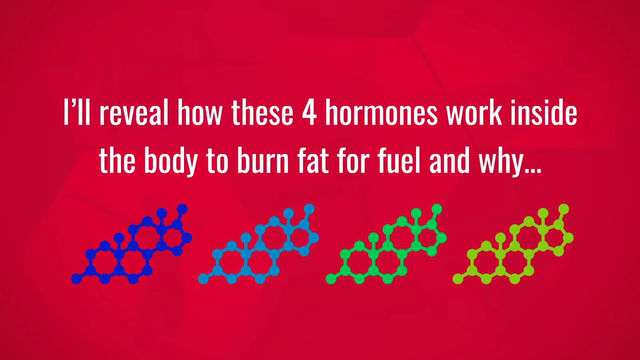 I’ll reveal how these 4 hormones work inside
the body to burn fat for fuel and why...